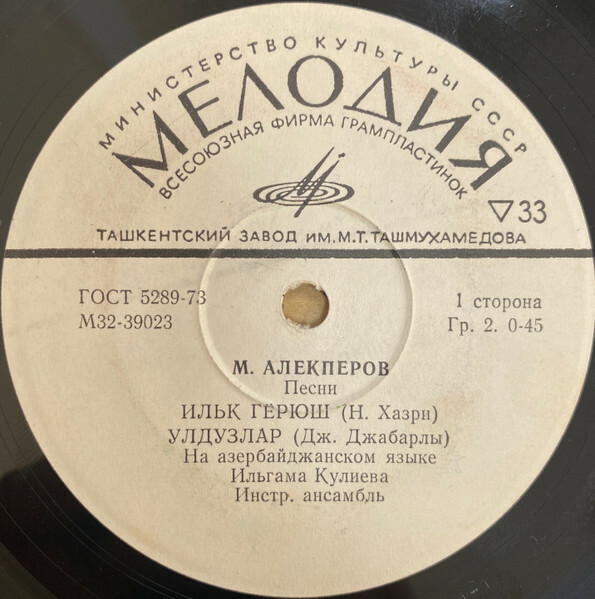 МИНИСТЕРСТВО КУЛЬТУРЫ СССР
МЕЛОДИЯ
ВСЕСОЮЗНАЯ ФИРМА ГРАМПЛАСТИНОК
▽33
ТАШКЕНТСКИЙ ЗАВОД ИМ.М.Т.ТАШМУХАМЕДОВА
ГОСТ 5289-73
М32-39023
1 сторона
Гр. 2. 0-45
М. АЛЕКПЕРОВ
Песни
ИЛЬК ГЕРЮШ (Н. Хазри)
УЛДУЗЛАР (Дж. Джабарлы)
На азербайджанском языке
Ильгама Кулиева
Инстр. ансамбль